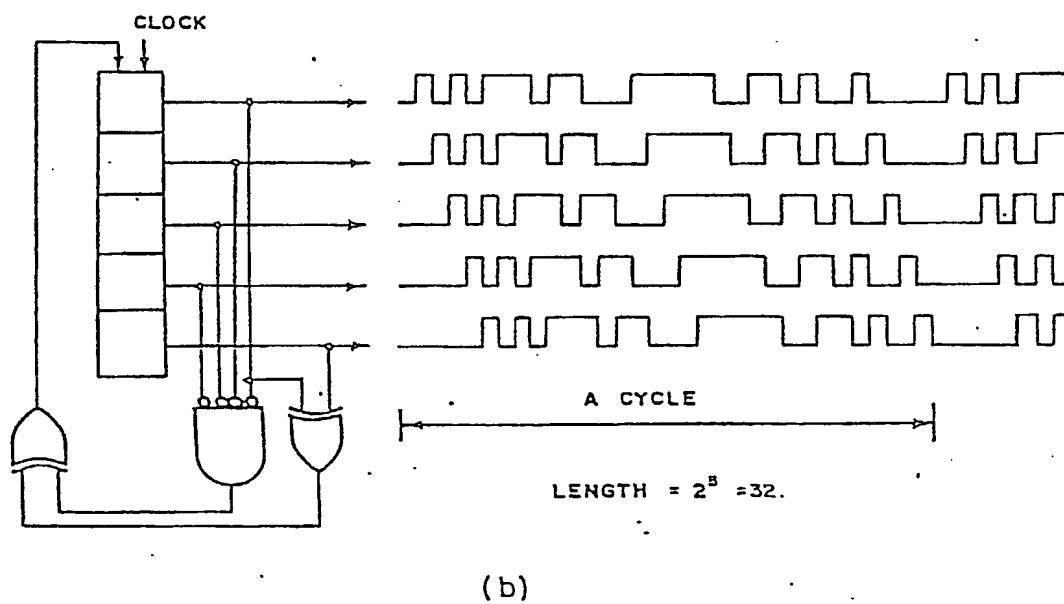 CLOCK
A CYCLE
LENGTH = 2⁵ =32.
(b)